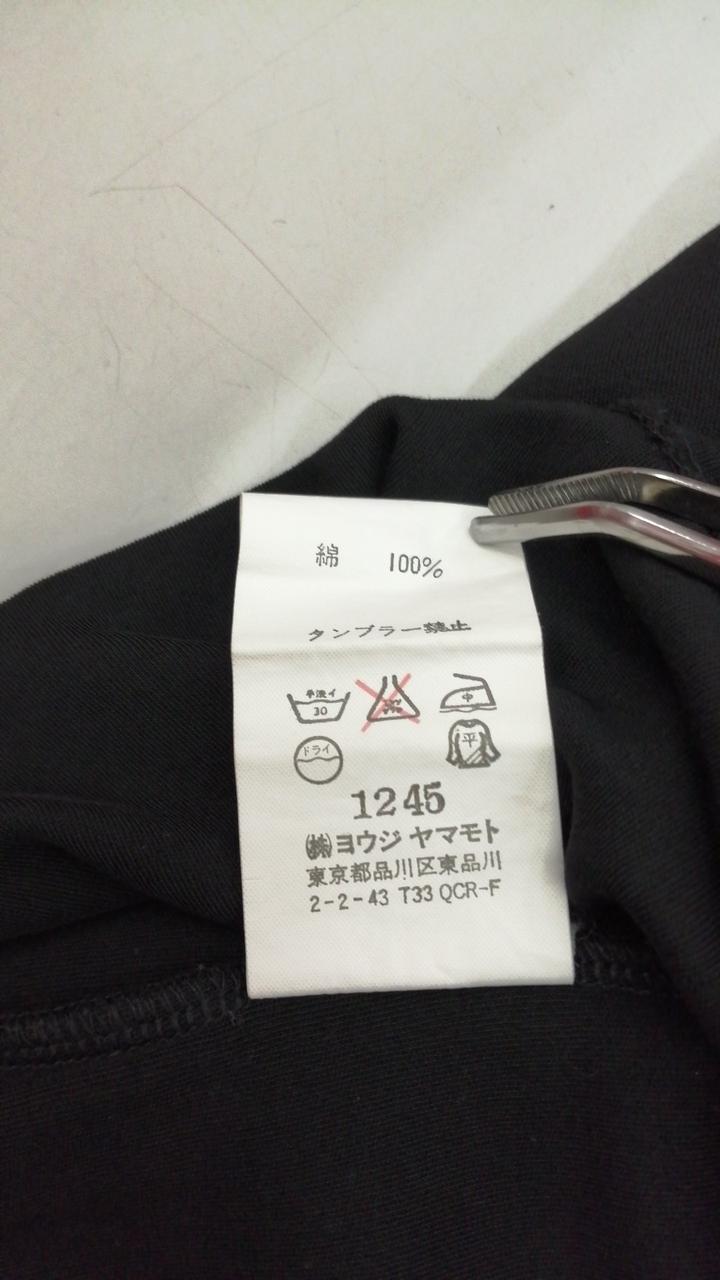 綿 100%
タンブラー禁止
手洗イ
30
中
ドライ
平
1245
㈱ヨウジ ヤマモト
東京都品川区東品川
2-2-43 T33 QCR-F